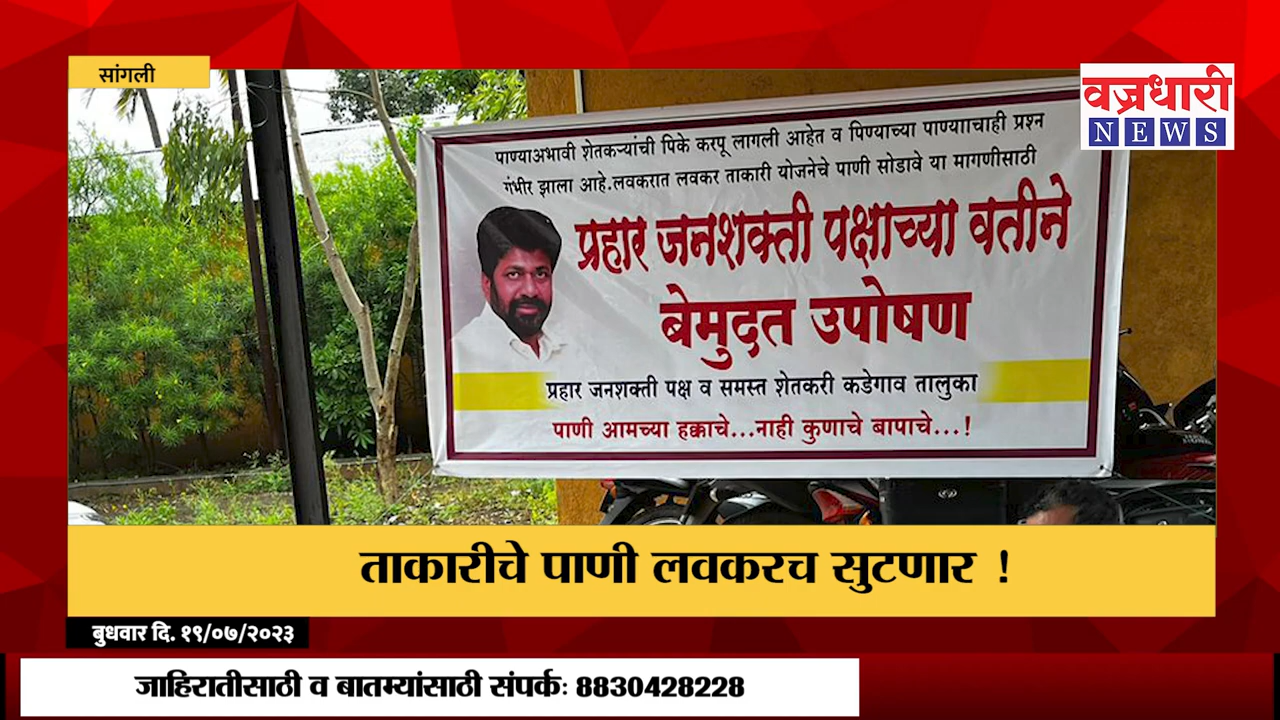 सांगली
वज्रधारी
NEWS
पाण्याअभावी शेतकऱ्यांची पिके करपू लागली आहेत व पिण्याच्या पाण्यााचाही प्रश्न
गंभीर झाला आहे.लवकरात लवकर ताकारी योजनेचे पाणी सोडावे या मागणीसाठी
प्रहार जनशक्ती पक्षाच्या वतीने
बेमुदत उपोषण
प्रहार जनशक्ती पक्ष व समस्त शेतकरी कडेगाव तालुका
पाणी आमच्या हक्काचे...नाही कुणाचे बापाचे...!
ताकारीचे पाणी लवकरच सुटणार !
बुधवार दि. १९/०७/२०२३
जाहिरातीसाठी व बातम्यांसाठी संपर्कः 8830428228